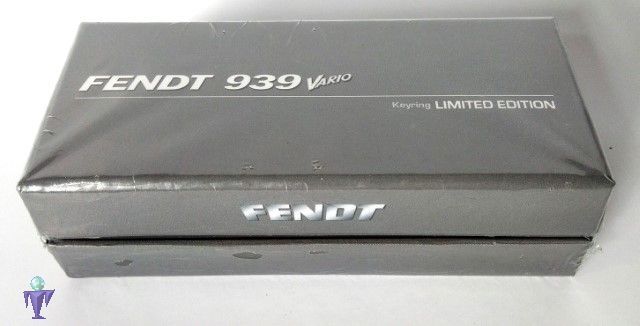 FENDT 939 VARIO
Keyring LIMITED EDITION
FENDT